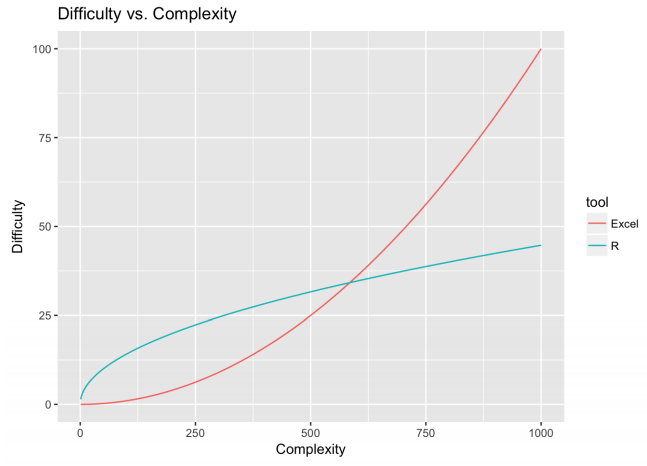 Difficulty vs. Complexity
100
75
50
25
0
Difficulty
0 250 500 750 1000
Complexity
tool
Excel
R